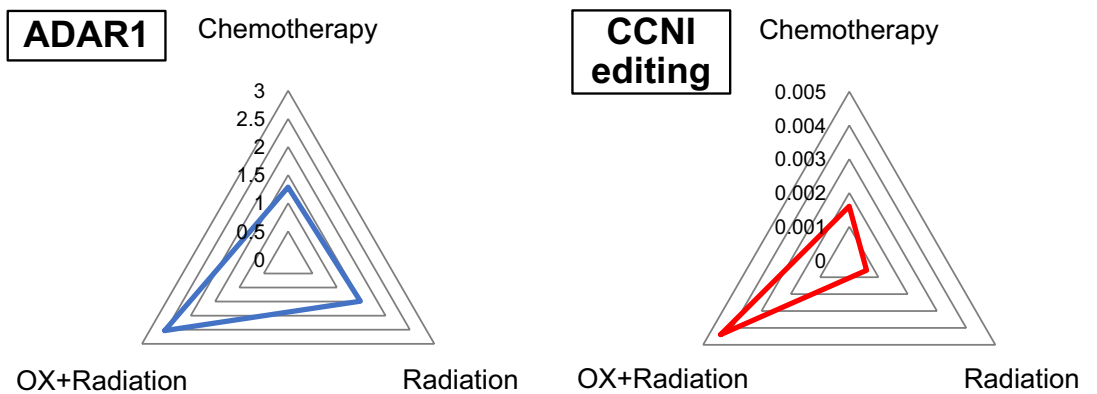 ADAR1
Chemotherapy
3
2.5
2
1.5
1
0.5
0
OX+Radiation
Radiation
CCNI
editing
Chemotherapy
0.005
0.004
0.003
0.002
0.001
0
OX+Radiation
Radiation